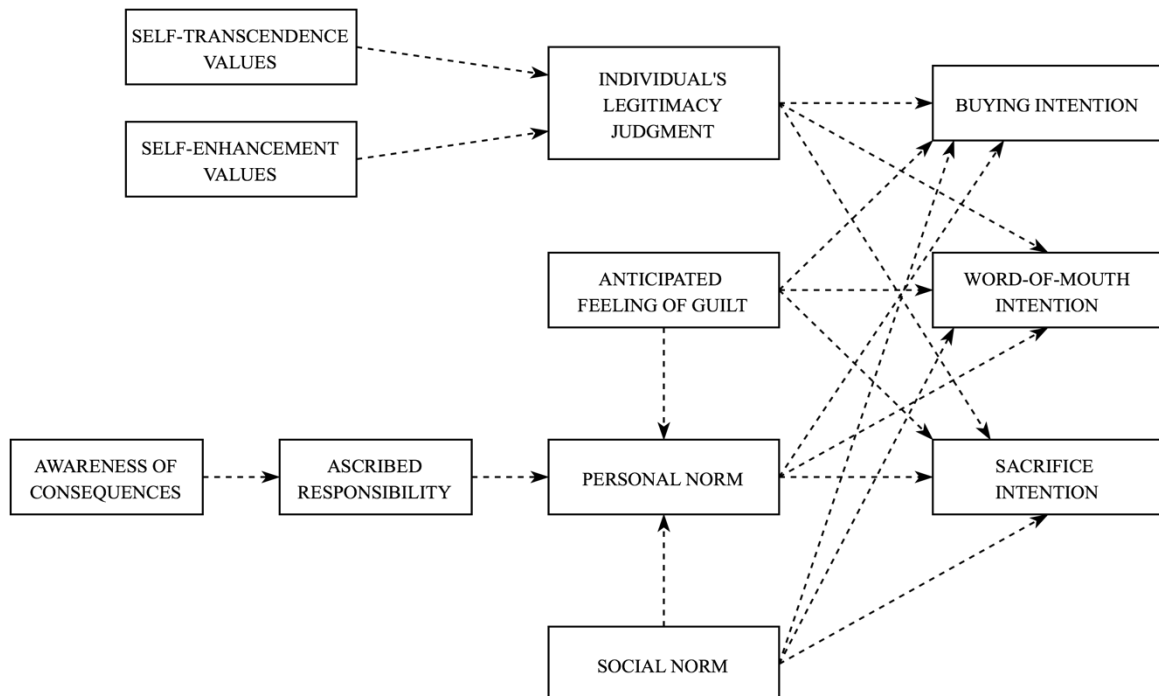 SELF-TRANSCENDENCE
VALUES
SELF-ENHANCEMENT
VALUES
INDIVIDUAL'S
LEGITIMACY
JUDGMENT
BUYING INTENTION
ANTICIPATED
FEELING OF GUILT
WORD-OF-MOUTH
INTENTION
AWARENESS OF
CONSEQUENCES
ASCRIBED
RESPONSIBILITY
PERSONAL NORM
SACRIFICE
INTENTION
SOCIAL NORM